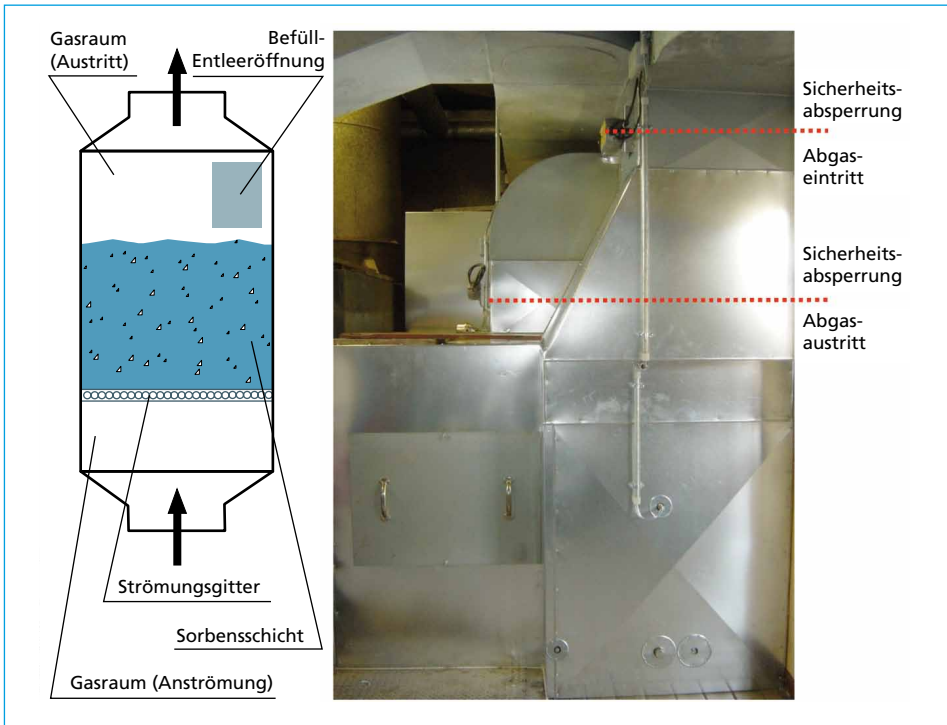 Gasraum
(Austritt)
Befüll-
Entleeröffnung
Strömungsgitter
Sorbensschicht
Gasraum (Anströmung)
Sicherheits-
absperrung
Abgas-
eintritt
Sicherheits-
absperrung
Abgas-
austritt